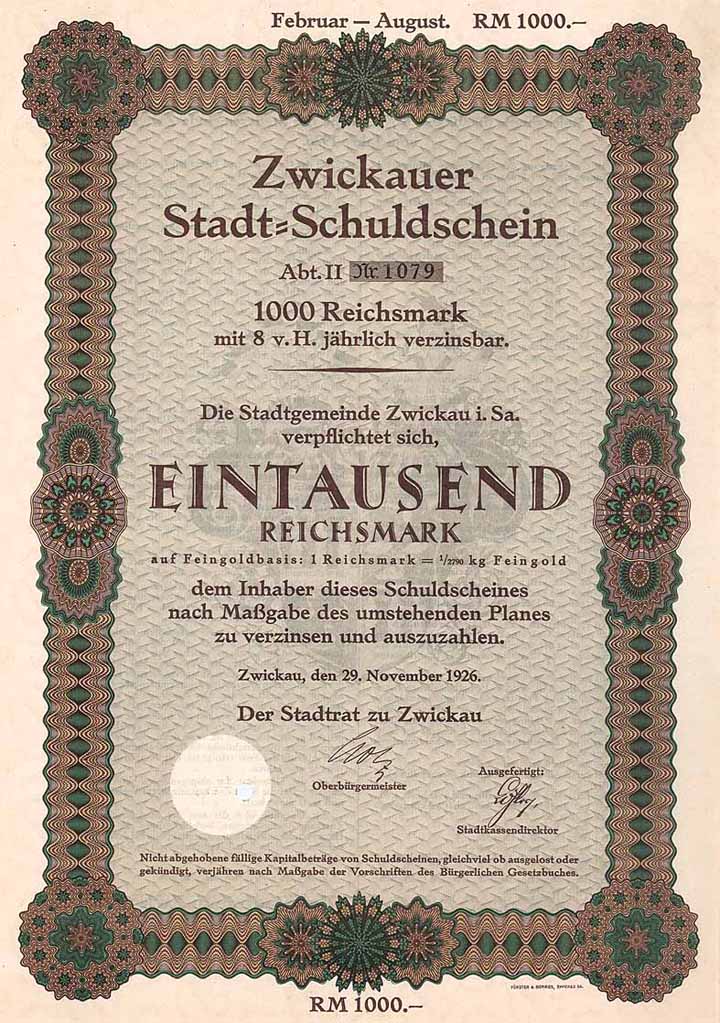 Februar — August. RM 1000.–
Zwickauer
Stadt=Schuldschein
Abt. II Nr. 1079
1000 Reichsmark
mit 8 v. H. jährlich verzinsbar.
Die Stadtgemeinde Zwickau i. Sa.
verpflichtet sich,
EINTAUSEND
REICHSMARK
auf Feingoldbasis: 1 Reichsmark = 1/2790 kg Feingold
dem Inhaber dieses Schuldscheines
nach Maßgabe des umstehenden Planes
zu verzinsen und auszuzahlen.
Zwickau, den 29. November 1926.
Der Stadtrat zu Zwickau
Oberbürgermeister
Ausgefertigt:
Stadtkassendirektor
Nicht abgehobene fällige Kapitalbeträge von Schuldscheinen, gleichviel ob ausgelost oder
gekündigt, verjähren nach Maßgabe der Vorschriften des Bürgerlichen Gesetzbuches.
RM 1000.–